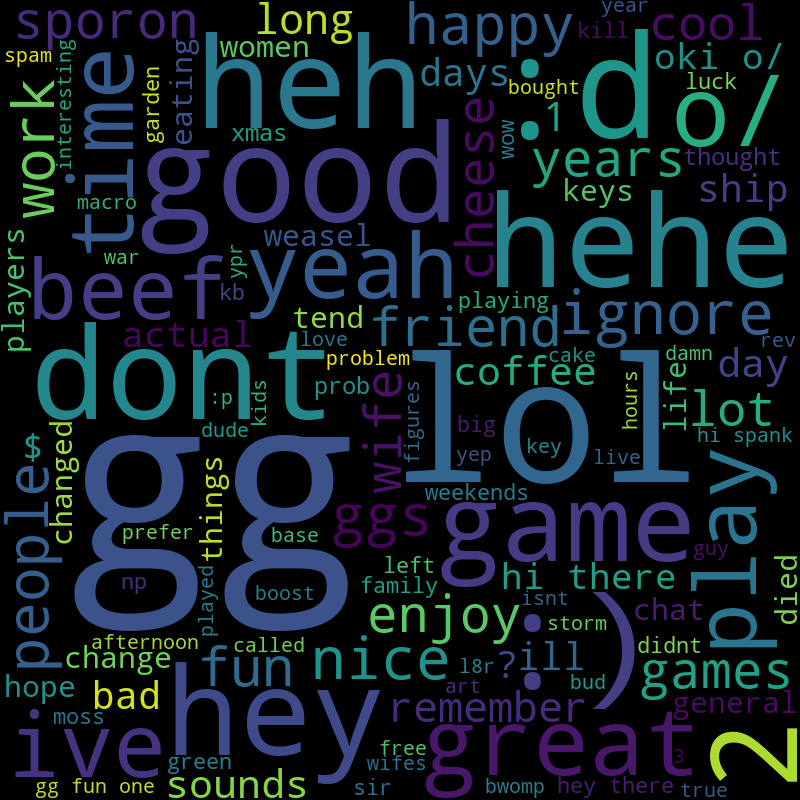 sporon
long
happy
year
kill
cool
spam
women
heh
:d
oki o/
o/
time
eating
days
bought
luck
work
interesting
garden
xmas
1
wow
years
thought
good
cheese
keys
ship
macro
hehe
players
war
weasel
yeah
ypr
beef
kb
playing
ignore
tend
friend
actual
love
rev
dont
problem
lol
cake
damn
day
prob
coffee
:p
kids
wife
figures
hours
life
lot
dude
big
hi spank
$
key
yep
live
changed
weekends
people
gg
things
ggs
game
play
prefer
base
guy
left
hi there
died
np
played
boost
family
isnt
chat
enjoy
:)
storm
afternoon
called
didnt
change
fun
nice
l8r
?
ill
games
hope
bad
hey
art
bud
moss
remember
general
ive
great
2
green
free
wifes
3
gg fun one
sounds
sir
bwomp
hey there
true